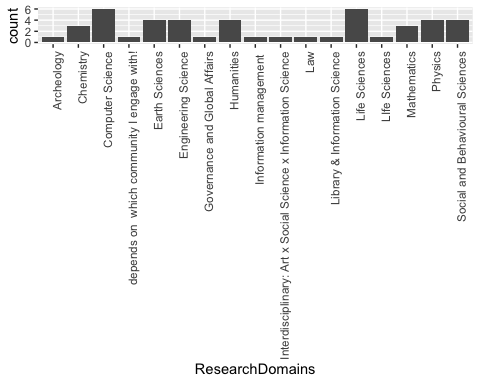 count
6
4
2
0
Archeology
Chemistry
Computer Science
depends on  which community I engage with!
Earth Sciences
Engineering Science
Governance and Global Affairs
Humanities
Information management
Interdisciplinary: Art x Social Science x Information Science
Law
Library & Information Science
Life Sciences
LIfe Sciences
Mathematics
Physics
Social and Behavioural Sciences
ResearchDomains